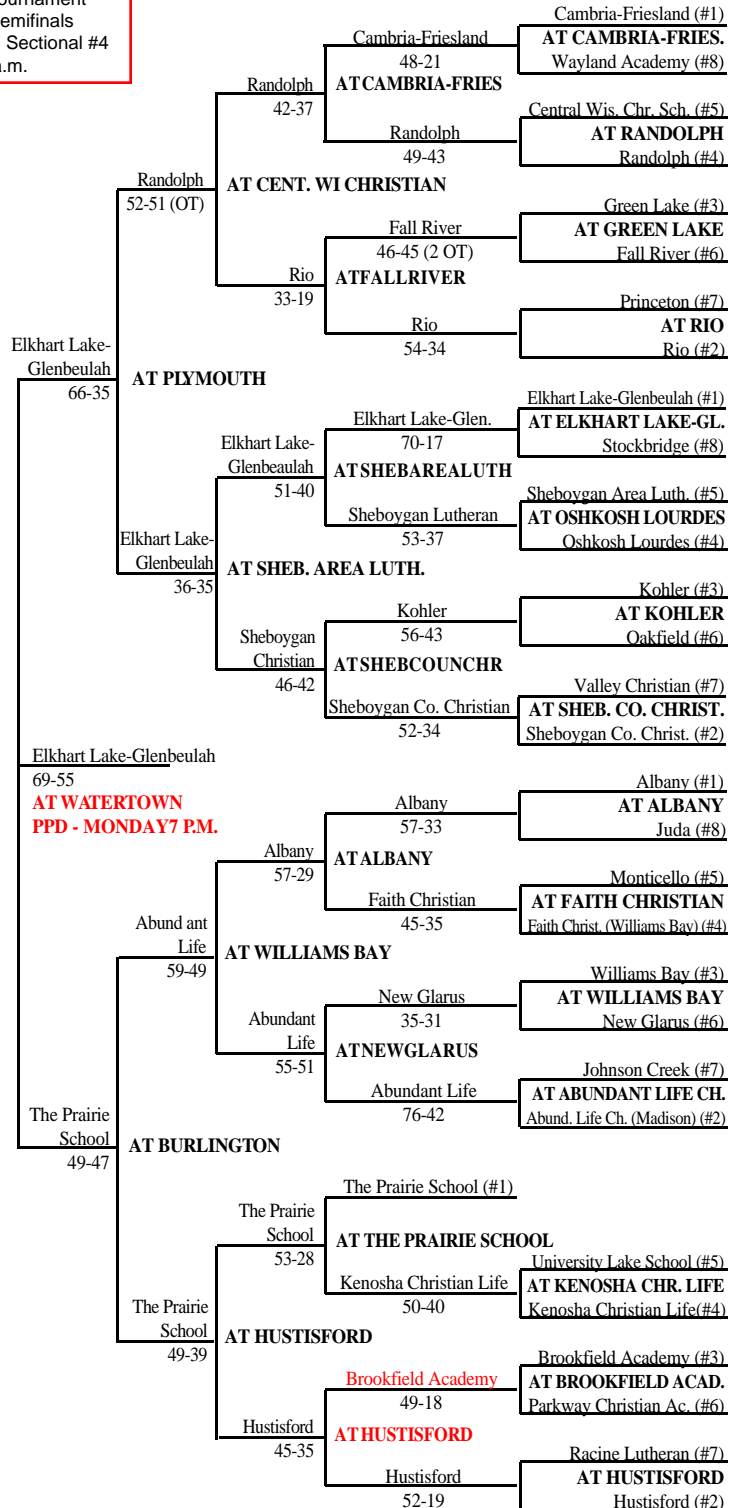 ournament
emifinals
Sectional #4
a.m.
Cambria-Friesland (#1)
AT CAMBRIA-FRIES.
Wayland Academy (#8)
Cambria-Friesland
48-21
ATCAMBRIA-FRIES
Randolph
42-37
Central Wis. Chr. Sch. (#5)
AT RANDOLPH
Randolph (#4)
Randolph
49-43
Randolph
52-51 (OT)
AT CENT. WI CHRISTIAN
Green Lake (#3)
AT GREEN LAKE
Fall River (#6)
Fall River
46-45 (2 OT)
ATFALLRIVER
Rio
33-19
Princeton (#7)
AT RIO
Rio (#2)
Rio
54-34
Elkhart Lake-
Glenbeulah
66-35
AT PLYMOUTH
Elkhart Lake-Glenbeulah (#1)
AT ELKHART LAKE-GL.
Stockbridge (#8)
Elkhart Lake-Glen.
70-17
ATSHEBAREALUTH
Elkhart Lake-
Glenbeaulah
51-40
Sheboygan Area Luth. (#5)
AT OSHKOSH LOURDES
Oshkosh Lourdes (#4)
Sheboygan Lutheran
53-37
Elkhart Lake-
Glenbeulah
36-35
AT SHEB. AREA LUTH.
Kohler (#3)
AT KOHLER
Oakfield (#6)
Kohler
56-43
ATSHEBCOUNCHR
Sheboygan
Christian
46-42
Valley Christian (#7)
AT SHEB. CO. CHRIST.
Sheboygan Co. Christ. (#2)
Sheboygan Co. Christian
52-34
Elkhart Lake-Glenbeulah
69-55
AT WATERTOWN
PPD - MONDAY7 P.M.
Albany (#1)
AT ALBANY
Juda (#8)
Albany
57-33
ATALBANY
Albany
57-29
Monticello (#5)
AT FAITH CHRISTIAN
Faith Christ. (Williams Bay) (#4)
Faith Christian
45-35
Abund ant
Life
59-49
AT WILLIAMS BAY
Williams Bay (#3)
AT WILLIAMS BAY
New Glarus (#6)
New Glarus
35-31
ATNEWGLARUS
Abundant
Life
55-51
Johnson Creek (#7)
AT ABUNDANT LIFE CH.
Abund. Life Ch. (Madison) (#2)
Abundant Life
76-42
The Prairie
School
49-47
AT BURLINGTON
The Prairie School (#1)
The Prairie
School
53-28
AT THE PRAIRIE SCHOOL
University Lake School (#5)
AT KENOSHA CHR. LIFE
Kenosha Christian Life(#4)
Kenosha Christian Life
50-40
The Prairie
School
49-39
AT HUSTISFORD
Brookfield Academy (#3)
AT BROOKFIELD ACAD.
Parkway Christian Ac. (#6)
Brookfield Academy
49-18
ATHUSTISFORD
Hustisford
45-35
Racine Lutheran (#7)
AT HUSTISFORD
Hustisford (#2)
Hustisford
52-19